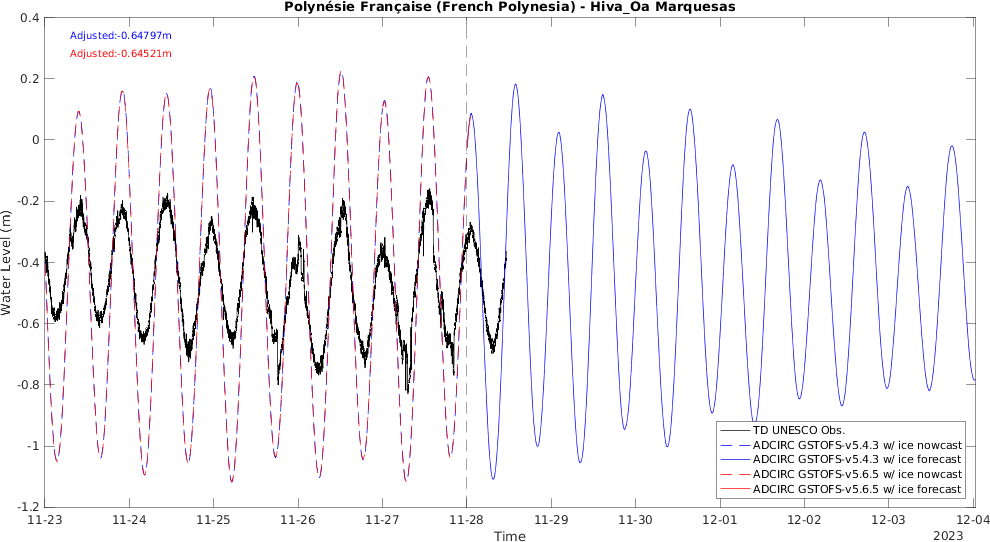 Polynésie Française (French Polynesia) - Hiva_Oa Marquesas
Adjusted:-0.64797m
Adjusted:-0.64521m
Water Level (m)
0.4
0.2
0
-0.2
-0.4
-0.6
-0.8
-1
-1.2
TD UNESCO Obs.
ADCIRC GSTOFS-v5.4.3 w/ ice nowcast
ADCIRC GSTOFS-v5.4.3 w/ ice forecast
ADCIRC GSTOFS-v5.6.5 w/ ice nowcast
ADCIRC GSTOFS-v5.6.5 w/ ice forecast
11-23 11-24 11-25 11-26 11-27 11-28 11-29 11-30 12-01 12-02 12-03 12-04
Time
2023